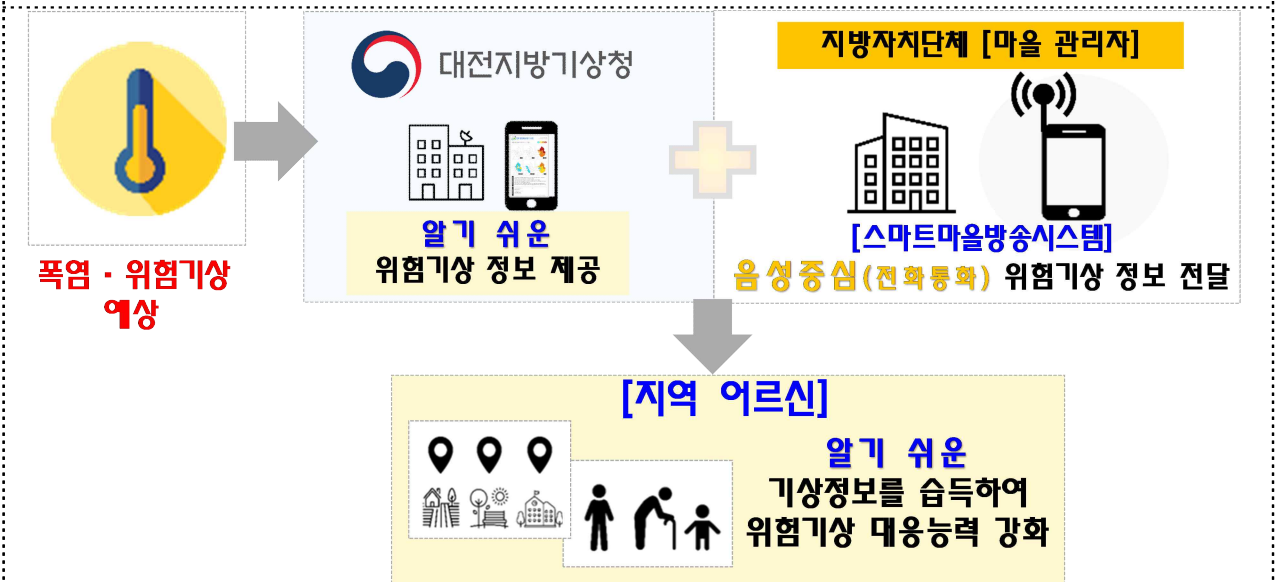 대전지방기상청
지방자치단체 [마을 관리자]
알기 쉬운
위험기상 정보 제공
[스마트마을방송시스템]
음성중심(전화통화) 위험기상 정보 전달
폭염 · 위험기상
예상
[지역 어르신]
알기 쉬운
기상정보를 습득하여
위험기상 대응능력 강화